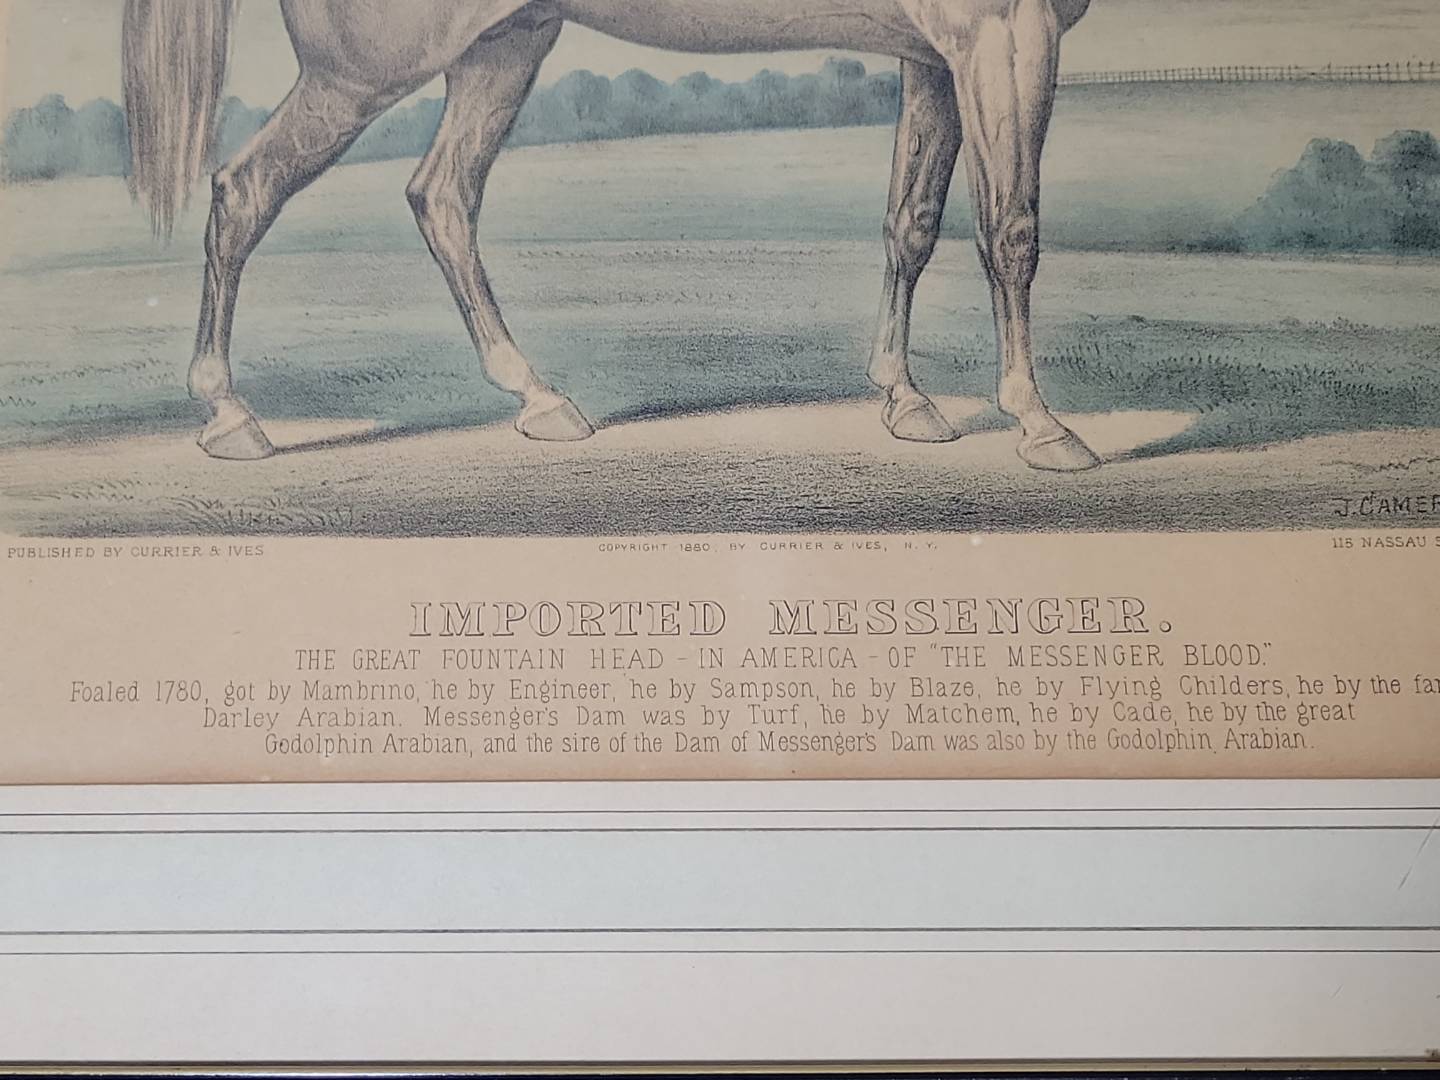 J. CAMER
PUBLISHED BY CURRIER & IVES
COPYRIGHT 1880, BY CURRIER & IVES, N. Y.
115 NASSAU S
IMPORTED MESSENGER.
THE GREAT FOUNTAIN HEAD - IN AMERICA - OF "THE MESSENGER BLOOD."
Foaled 1780, got by Mambrino, he by Engineer, he by Sampson, he by Blaze, he by Flying Childers, he by the fam
Darley Arabian. Messenger's Dam was by Turf, he by Matchem, he by Cade, he by the great
Godolphin Arabian, and the sire of the Dam of Messenger's Dam was also by the Godolphin Arabian.